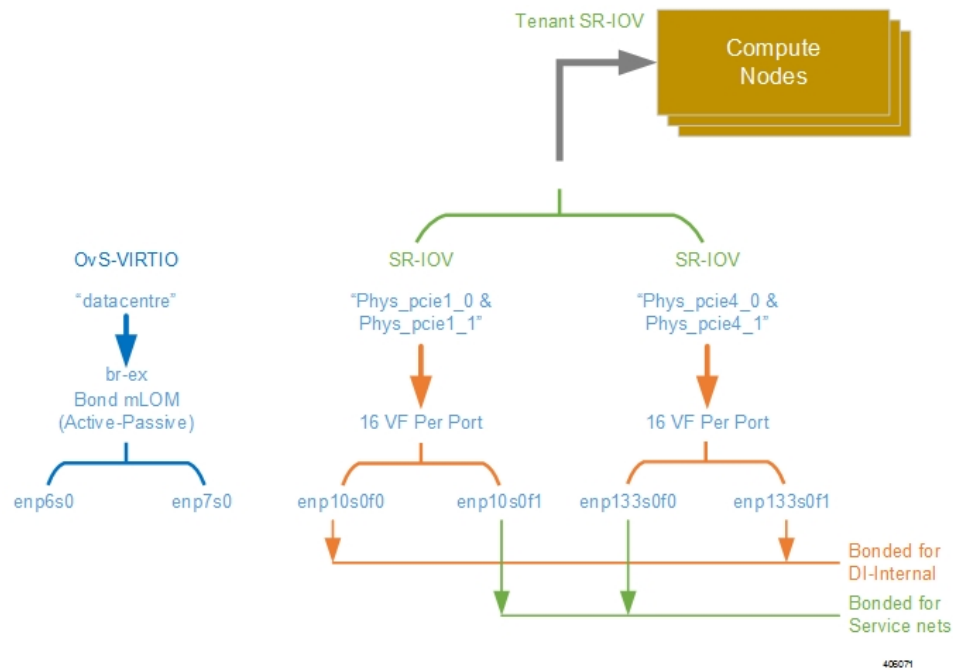 Tenant SR-IOV
Compute
Nodes
OvS-VIRTIO
SR-IOV
SR-IOV
“datacentre”
“Phys_pcie1_0 &
Phys_pcie1_1”
“Phys_pcie4_0 &
Phys_pcie4_1”
br-ex
Bond mLOM
(Active-Passive)
16 VF Per Port
16 VF Per Port
enp6s0
enp7s0
enp10s0f0
enp10s0f1
enp133s0f0
enp133s0f1
Bonded for
DI-Internal
Bonded for
Service nets
406071